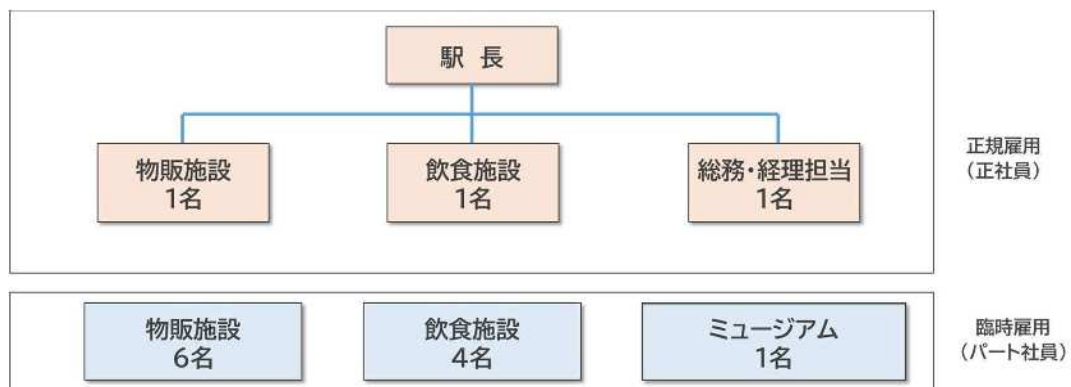 駅 長
物販施設
1名
飲食施設
1名
総務・経理担当
1名
正規雇用
(正社員)
物販施設
6名
飲食施設
4名
ミュージアム
1名
臨時雇用
(パート社員)